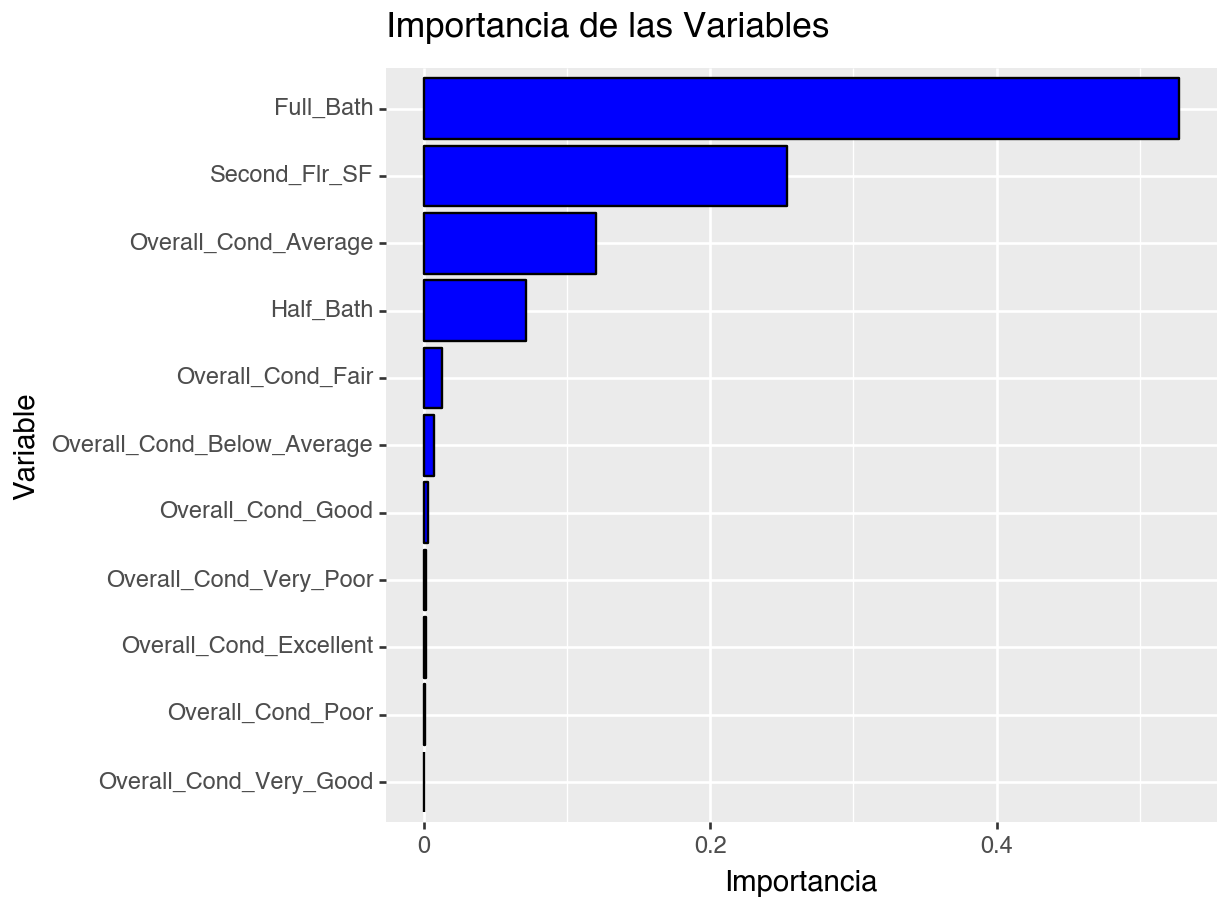 Importancia de las Variables
Full_Bath
Second_Flr_SF
Overall_Cond_Average
Half_Bath
Overall_Cond_Fair
Overall_Cond_Below_Average
Overall_Cond_Good
Overall_Cond_Very_Poor
Overall_Cond_Excellent
Overall_Cond_Poor
Overall_Cond_Very_Good
Variable
0 0.2 0.4
Importancia